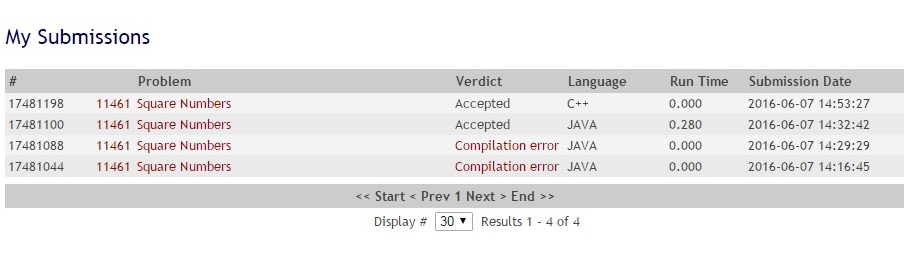 My Submissions
# Problem Verdict Language Run Time Submission Date
17481198 11461 Square Numbers Accepted C++ 0.000 2016-06-07 14:53:27
17481100 11461 Square Numbers Accepted JAVA 0.280 2016-06-07 14:32:42
17481088 11461 Square Numbers Compilation error JAVA 0.000 2016-06-07 14:29:29
17481044 11461 Square Numbers Compilation error JAVA 0.000 2016-06-07 14:16:45
<< Start < Prev 1 Next > End >>
Display # 30 ▼ Results 1 - 4 of 4